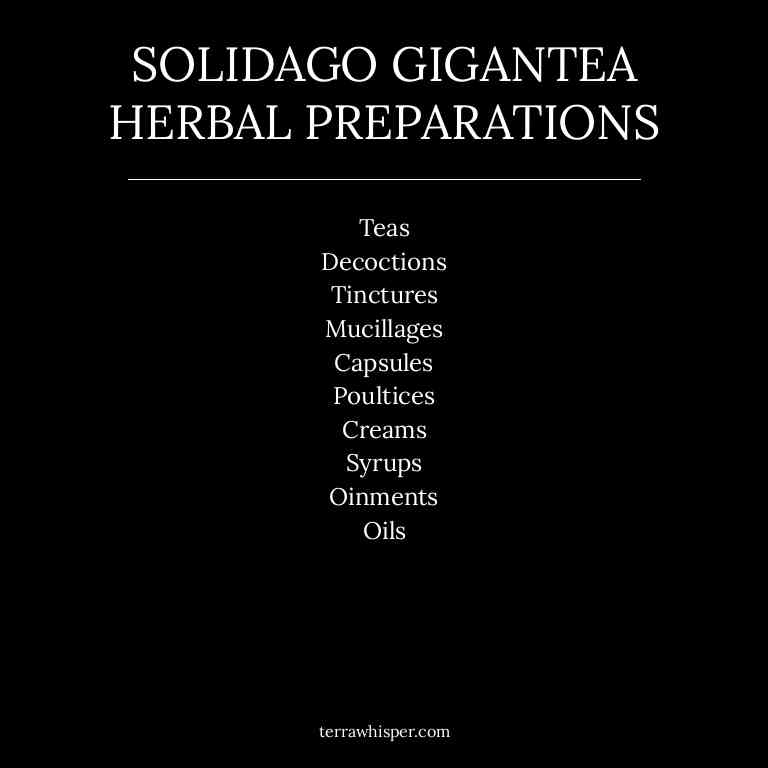 SOLIDAGO GIGANTEA
HERBAL PREPARATIONS
Teas
Decoctions
Tinctures
Mucillages
Capsules
Poultices
Creams
Syrups
Oinments
Oils
terrawhisper.com